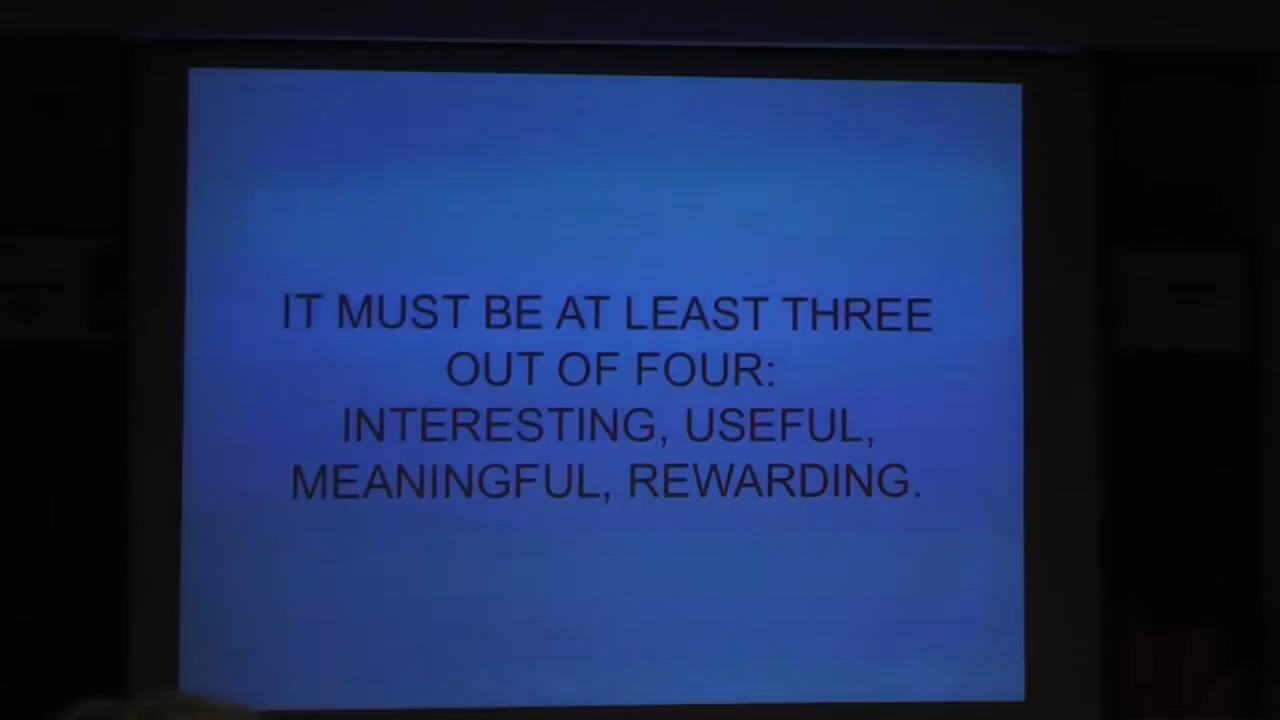 IT MUST BE AT LEAST THREE
OUT OF FOUR:
INTERESTING, USEFUL,
MEANINGFUL, REWARDING.